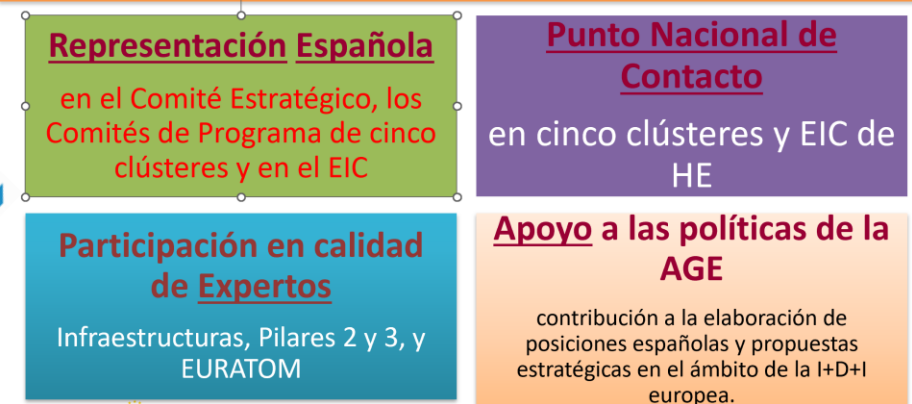 Representación Española
en el Comité Estratégico, los
Comités de Programa de cinco
clústeres y en el EIC
Punto Nacional de
Contacto
en cinco clústeres y EIC de
HE
Participación en calidad
de Expertos
Infraestructuras, Pilares 2 y 3, y
EURATOM
Apoyo a las políticas de la
AGE
contribución a la elaboración de
posiciones españolas y propuestas
estratégicas en el ámbito de la I+D+I
europea.